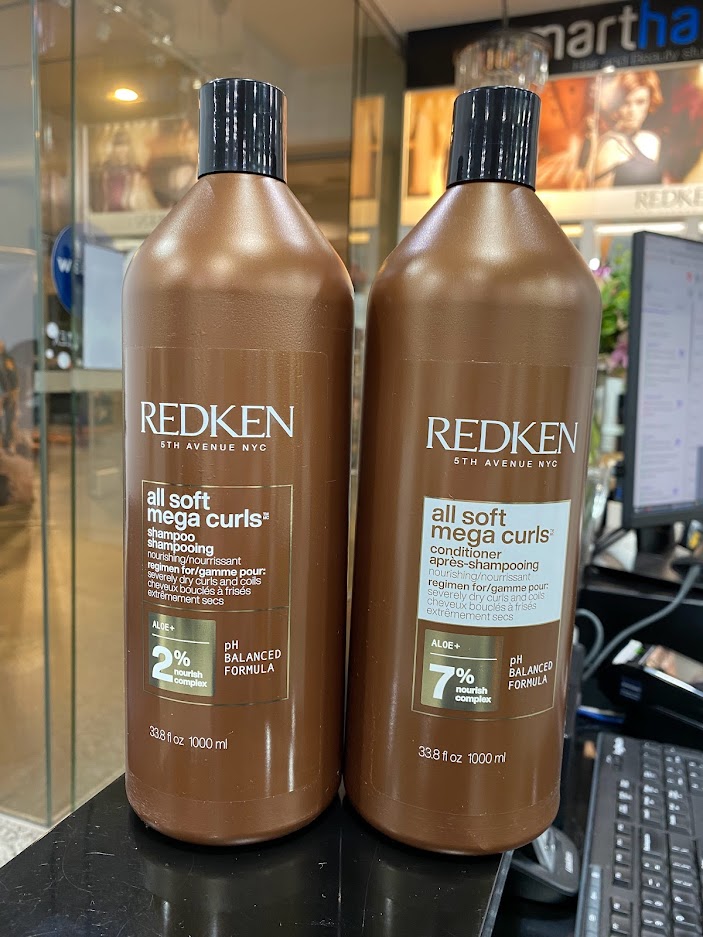 REDKEN
5TH AVENUE NYC
all soft
mega curls
shampoo
shampooing
nourishing/nourrissant
regimen for/gamme pour:
severely dry curls and coils
cheveux bouclés à frisés
extrêmement secs
ALOE+
2%
nourish
complex
pH
BALANCED
FORMULA
33.8 fl oz 1000 ml
REDKEN
5TH AVENUE NYC
all soft
mega curls
conditioner
après-shampooing
nourishing/nourrissant
regimen for/gamme pour:
severely dry curls and coils
cheveux bouclés à frisés
extrêmement secs
ALOE+
7%
nourish
complex
pH
BALANCED
FORMULA
33.8 fl oz 1000 ml
martha
Hair and Beauty
REDKEN